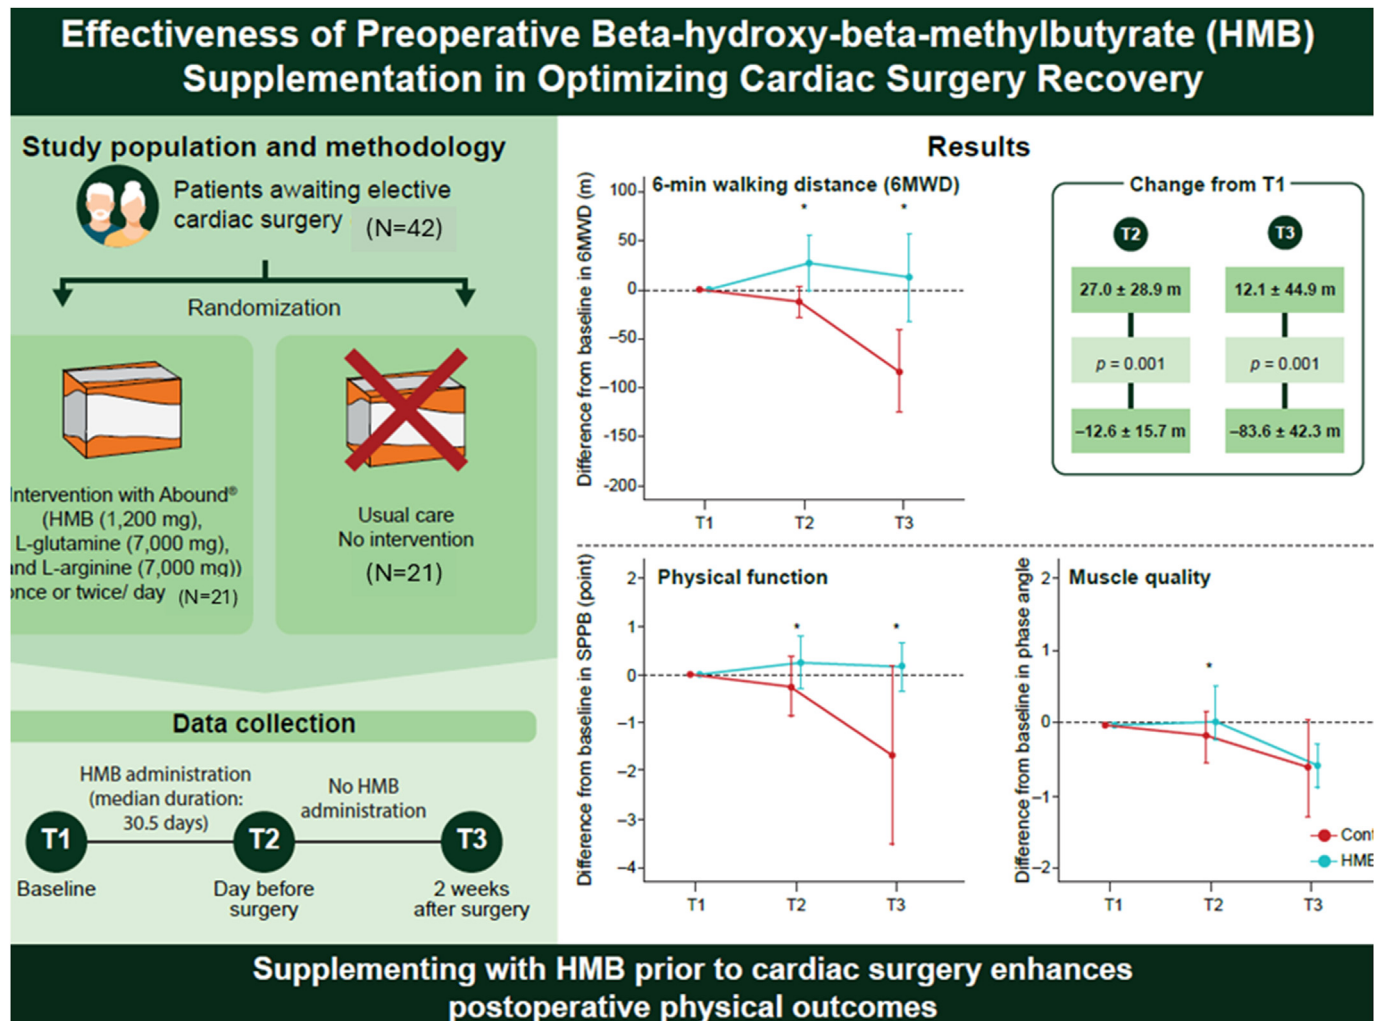 Effectiveness of Preoperative Beta-hydroxy-beta-methylbutyrate (HMB)
Supplementation in Optimizing Cardiac Surgery Recovery
Study population and methodology
Patients awaiting elective
cardiac surgery (N=42)
Randomization
Intervention with Abound®
(HMB (1,200 mg),
L-glutamine (7,000 mg),
and L-arginine (7,000 mg))
once or twice/ day (N=21)
Usual care
No intervention
(N=21)
Data collection
HMB administration
(median duration:
30.5 days)
No HMB
administration
T1
T2
T3
Baseline
Day before
surgery
2 weeks
after surgery
Results
6-min walking distance (6MWD)
Difference from baseline in 6MWD (m)
100
50
0
−50
−100
−150
-200
*
*
T1
T2
T3
Change from T1
T2
T3
27.0 ± 28.9 m
12.1 ± 44.9 m
p = 0.001
p = 0.001
−12.6 ± 15.7 m
−83.6 ± 42.3 m
Physical function
Difference from baseline in SPPB (point)
2
1
0
−1
−2
−3
−4
*
*
T1
T2
T3
Muscle quality
Difference from baseline in phase angle
2
1
0
−1
−2
*
T1
T2
T3
Cont
HMB
Supplementing with HMB prior to cardiac surgery enhances
postoperative physical outcomes